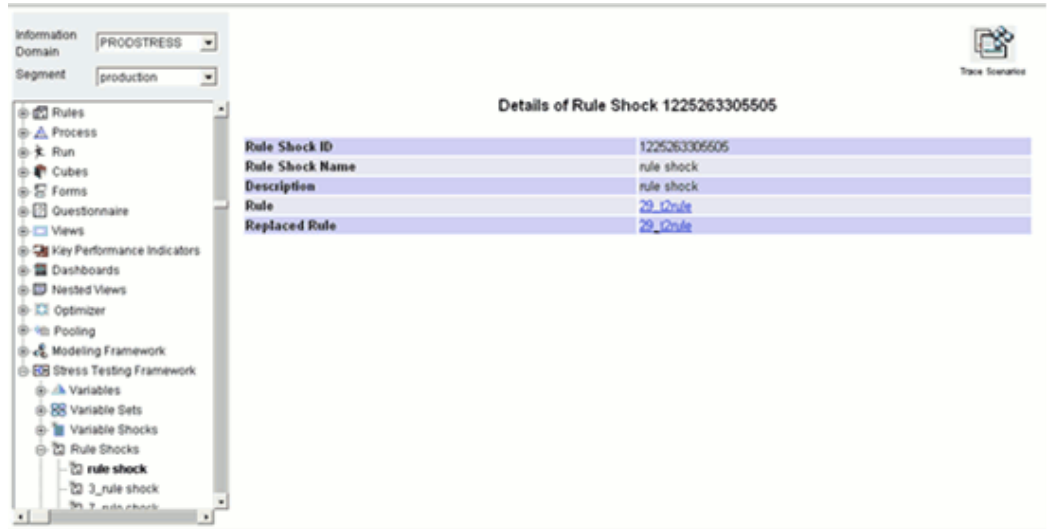 Information Domain
PRODSTRESS
Segment
production
Rules
Process
Run
Cubes
Forms
Questionnaire
Views
Key Performance Indicators
Dashboards
Nested Views
Optimizer
Pooling
Modeling Framework
Stress Testing Framework
Variables
Variable Sets
Variable Shocks
Rule Shocks
rule shock
3_rule shock
Trace Scenarios
Details of Rule Shock 1225263305505
Rule Shock ID 1225263305505
Rule Shock Name rule shock
Description rule shock
Rule 29_t2rule
Replaced Rule 29_t2rule